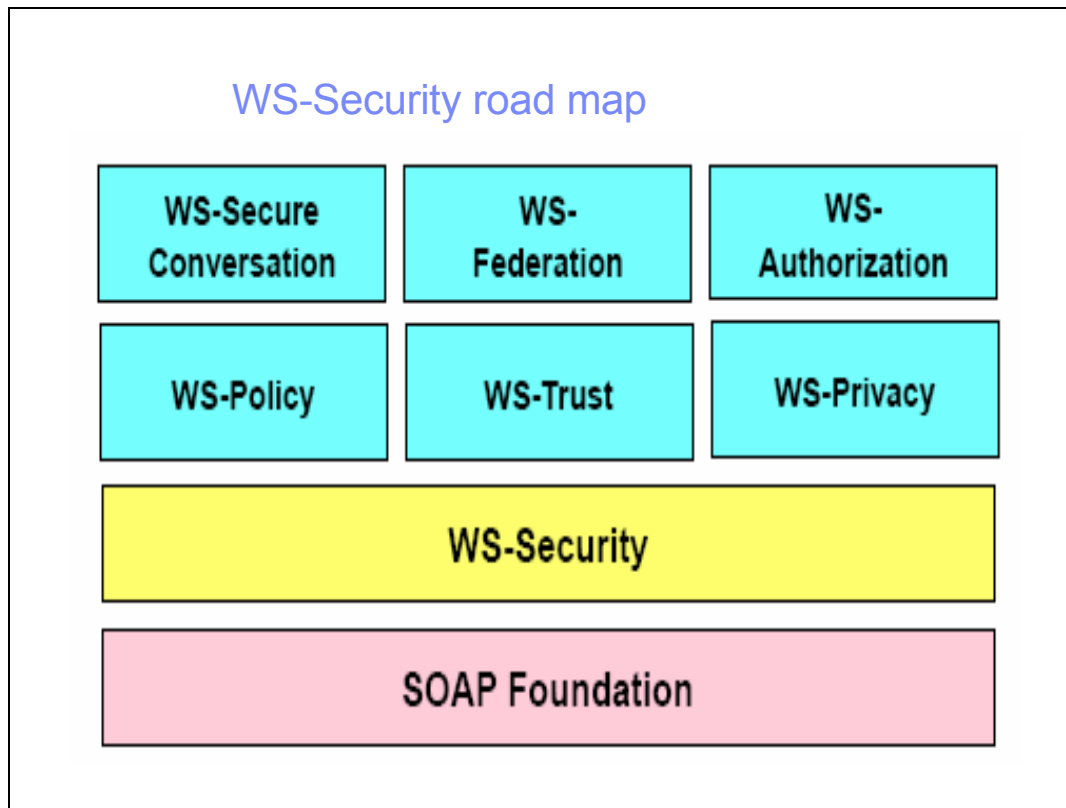 WS-Security road map
WS-Secure
Conversation
WS-
Federation
WS-
Authorization
WS-Policy
WS-Trust
WS-Privacy
WS-Security
SOAP Foundation